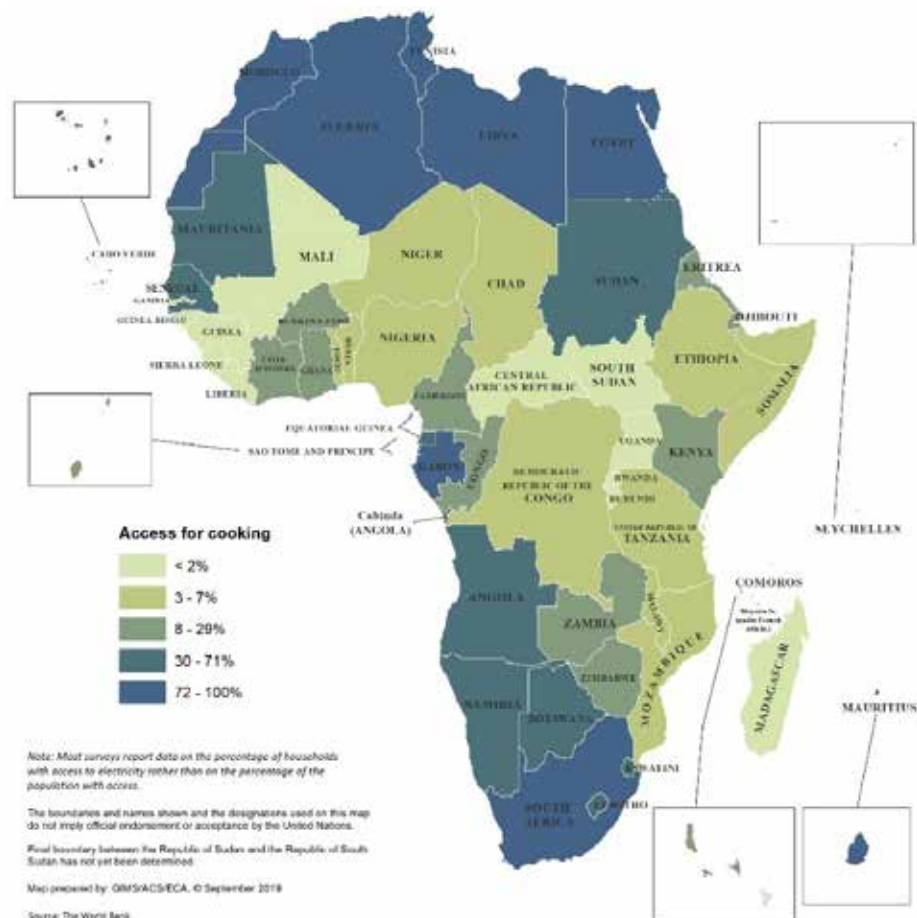 TUNISIA
MOROCCO
ALGERIA
LIBYA
EGYPT
MAURITANIA
CABO VERDE
MALI
NIGER
CHAD
SUDAN
ERITREA
SENEGAL
GAMBIA
GUINEA BISSAU
DJIBOUTI
BURKINA FASO
GUINEA
NIGERIA
BENIN
TOGO
ETHIOPIA
SIERRA LEONE
COTE
D'IVOIRE
GHANA
CENTRAL
AFRICAN REPUBLIC
SOUTH
SUDAN
LIBERIA
CAMEROON
SOMALIA
EQUATORIAL GUINEA
UGANDA
KENYA
SAO TOME AND PRINCIPE
GABON
CONGO
DEMOCRATIC
REPUBLIC OF THE
CONGO
RWANDA
BURUNDI
Cabinda
(ANGOLA)
UNITED REPUBLIC OF
TANZANIA
SEYCHELLES
Access for cooking
< 2%
3 - 7%
8 - 29%
30 - 71%
72 - 100%
COMOROS
ANGOLA
ZAMBIA
MALAWI
MOZAMBIQUE
ZIMBABWE
MADAGASCAR
MAURITIUS
NAMIBIA
BOTSWANA
ESWATINI
LESOTHO
SOUTH
AFRICA
Note: Most surveys report data on the percentage of households
with access to electricity rather than on the percentage of the
population with access.
The boundaries and names shown and the designations used on this map
do not imply official endorsement or acceptance by the United Nations.
Final boundary between the Republic of Sudan and the Republic of South
Sudan has not yet been determined.
Map prepared by: GIMS/ACS/ECA, © September 2019
Source: The World Bank